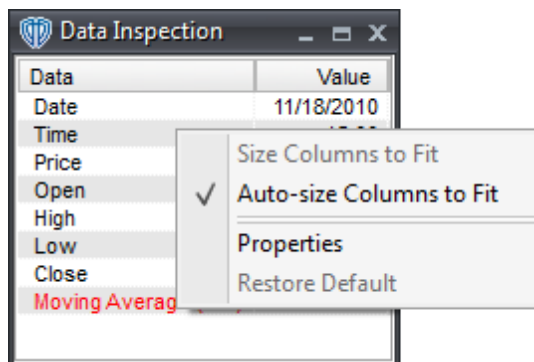 Data Inspection
Data Value
Date 11/18/2010
Time
Price
Open
High
Low
Close
Moving Averag
Size Columns to Fit
Auto-size Columns to Fit
Properties
Restore Default